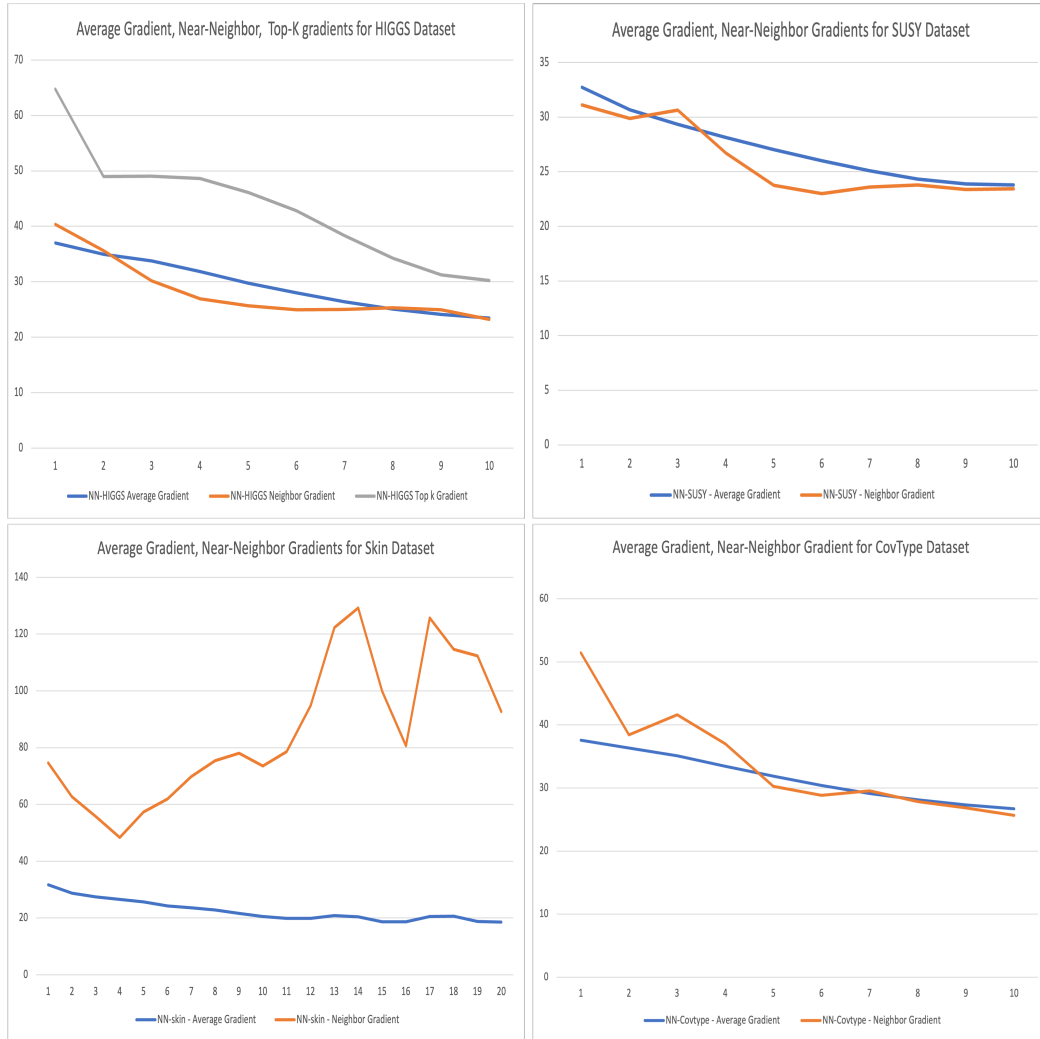 Average Gradient, Near-Neighbor, Top-K gradients for HIGGS Dataset
70
60
50
40
30
20
10
0
1 2 3 4 5 6 7 8 9 10
NN-HIGGS Average Gradient NN-HIGGS Neighbor Gradient NN-HIGGS Top k Gradient
Average Gradient, Near-Neighbor Gradients for SUSY Dataset
35
30
25
20
15
10
5
0
1 2 3 4 5 6 7 8 9 10
NN-SUSY - Average Gradient NN-SUSY - Neighbor Gradient
Average Gradient, Near-Neighbor Gradients for Skin Dataset
140
120
100
80
60
40
20
0
1 2 3 4 5 6 7 8 9 10 11 12 13 14 15 16 17 18 19 20
NN-skin - Average Gradient NN-skin - Neighbor Gradient
Average Gradient, Near-Neighbor Gradient for CovType Dataset
60
50
40
30
20
10
0
1 2 3 4 5 6 7 8 9 10
NN-Covtype - Average Gradient NN-Covtype - Neighbor Gradient